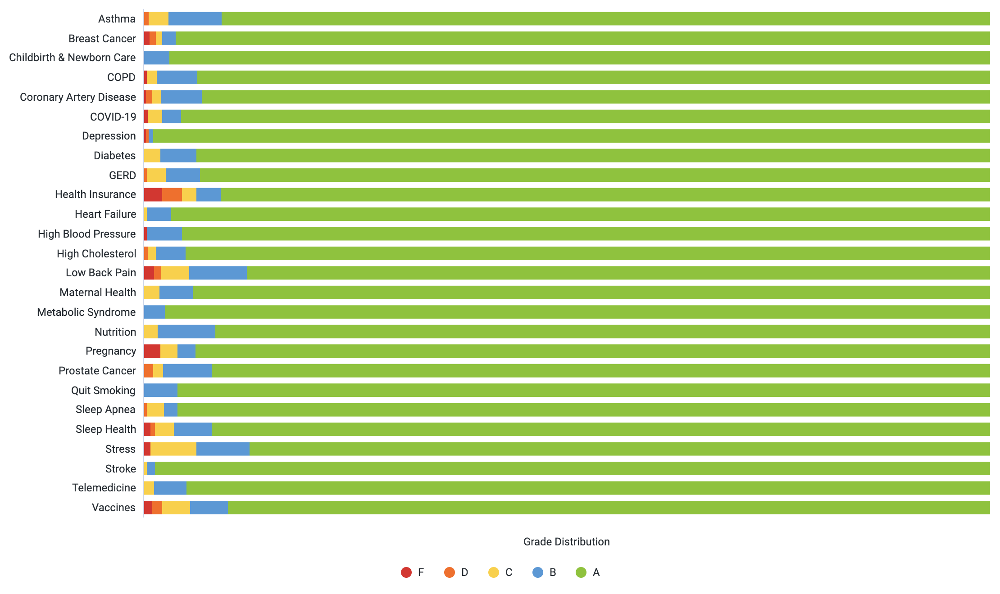 Asthma
Breast Cancer
Childbirth & Newborn Care
COPD
Coronary Artery Disease
COVID-19
Depression
Diabetes
GERD
Health Insurance
Heart Failure
High Blood Pressure
High Cholesterol
Low Back Pain
Maternal Health
Metabolic Syndrome
Nutrition
Pregnancy
Prostate Cancer
Quit Smoking
Sleep Apnea
Sleep Health
Stress
Stroke
Telemedicine
Vaccines
Grade Distribution
F D C B A